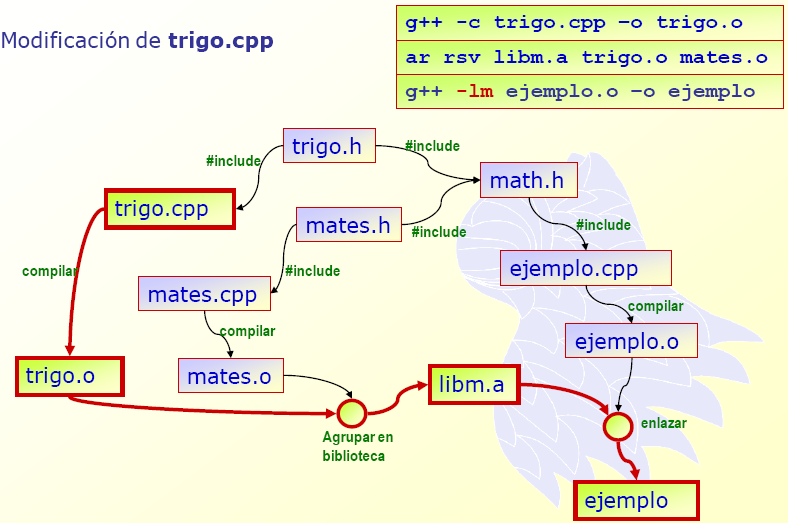 Modificación de trigo.cpp
g++ -c trigo.cpp –o trigo.o
ar rsv libm.a trigo.o mates.o
g++ -lm ejemplo.o –o ejemplo
trigo.h
#include
#include
math.h
trigo.cpp
mates.h
#include
#include
ejemplo.cpp
compilar
#include
mates.cpp
compilar
compilar
ejemplo.o
trigo.o
mates.o
libm.a
enlazar
Agrupar en
biblioteca
ejemplo